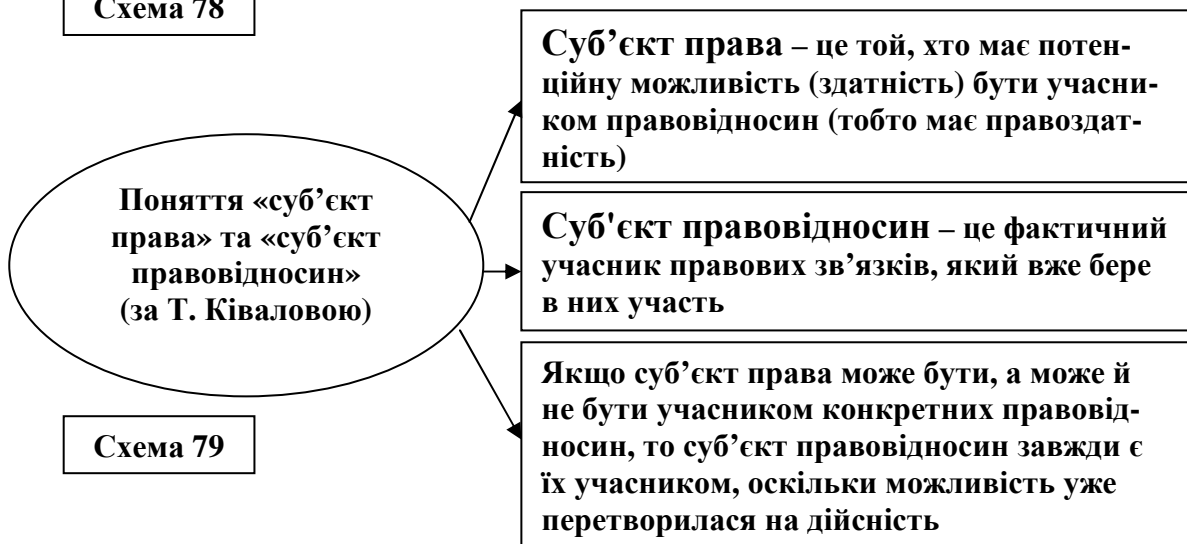 Схема 78
Суб’єкт права – це той, хто має потен-
ційну можливість (здатність) бути учасни-
ком правовідносин (тобто має правоздат-
ність)
Поняття «суб’єкт
права» та «суб’єкт
правовідносин»
(за Т. Ківаловою)
Суб'єкт правовідносин – це фактичний
учасник правових зв’язків, який вже бере
в них участь
Якщо суб’єкт права може бути, а може й
не бути учасником конкретних правовід-
носин, то суб’єкт правовідносин завжди є
їх учасником, оскільки можливість уже
перетворилася на дійсність
Схема 79